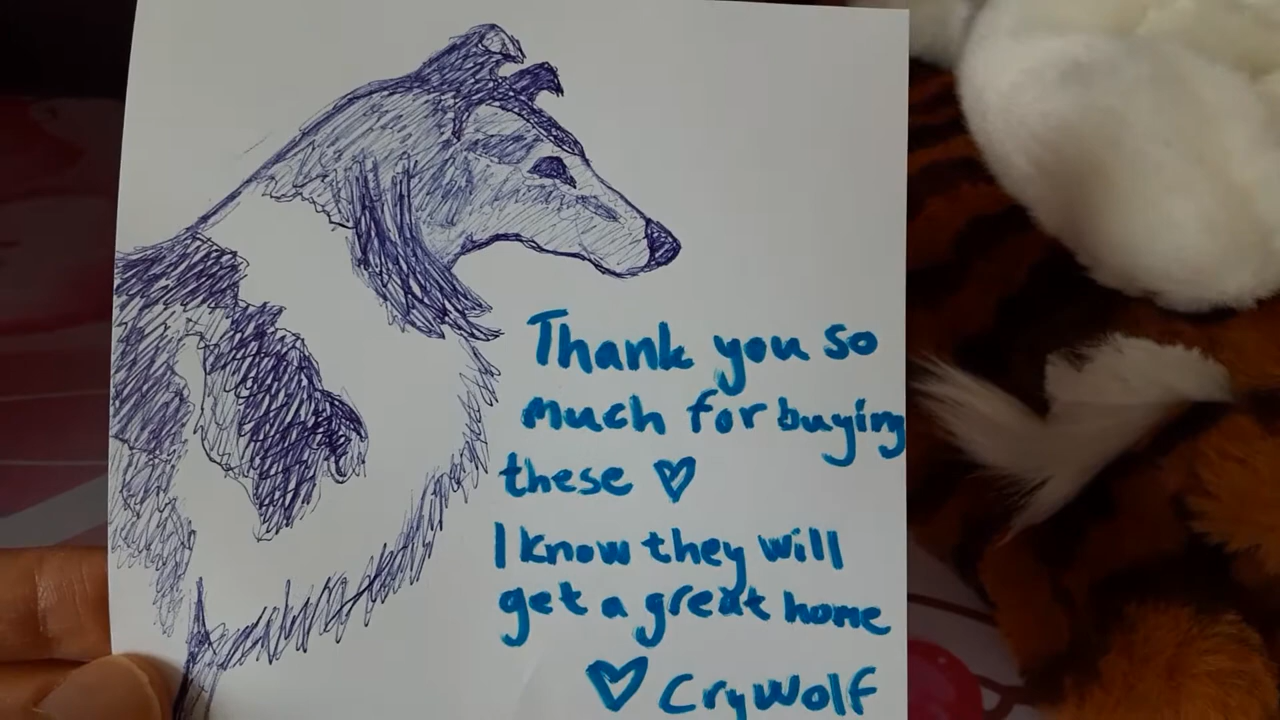 Thank you so
much for buying
these ♡
I know they will
get a great home
♡ CryWolf